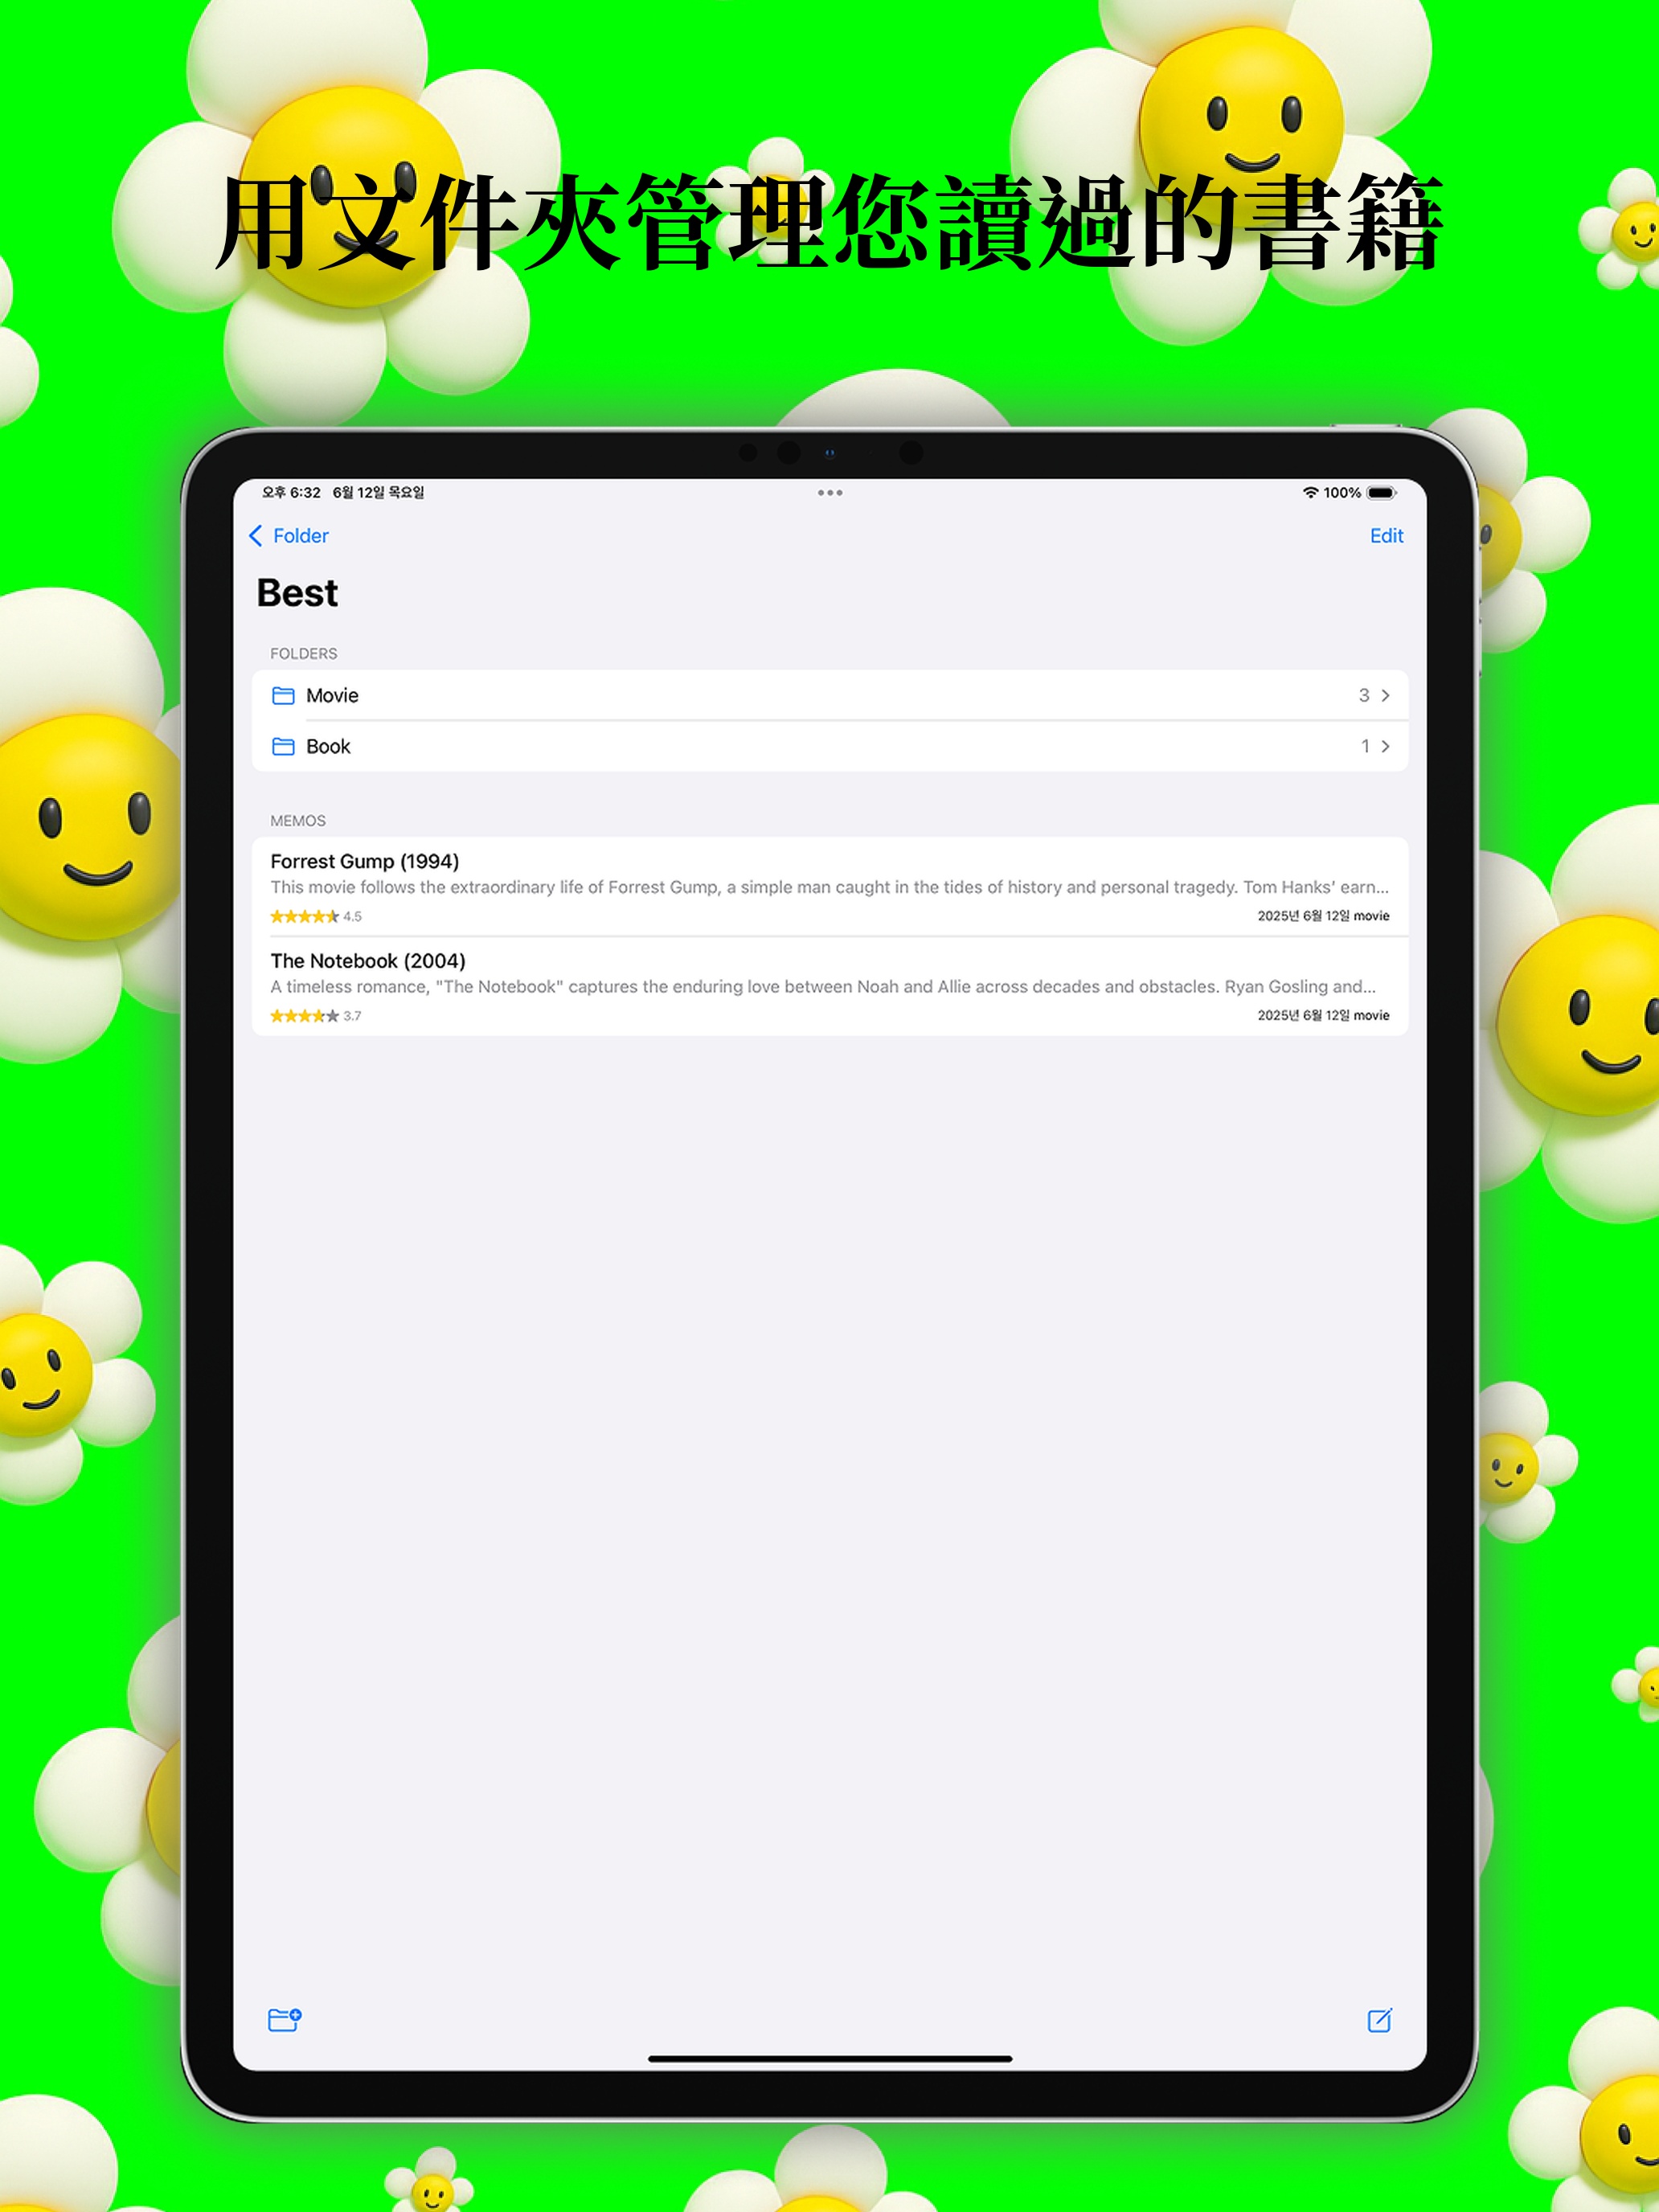 用文件夾管理您讀過的書籍
오후 6:32 6월 12일 목요일
100%
Folder
Edit
Best
FOLDERS
Movie 3
Book 1
MEMOS
Forrest Gump (1994)
This movie follows the extraordinary life of Forrest Gump, a simple man caught in the tides of history and personal tragedy. Tom Hanks' earn...
4.5 2025년 6월 12일 movie
The Notebook (2004)
A timeless romance, "The Notebook" captures the enduring love between Noah and Allie across decades and obstacles. Ryan Gosling and...
3.7 2025년 6월 12일 movie